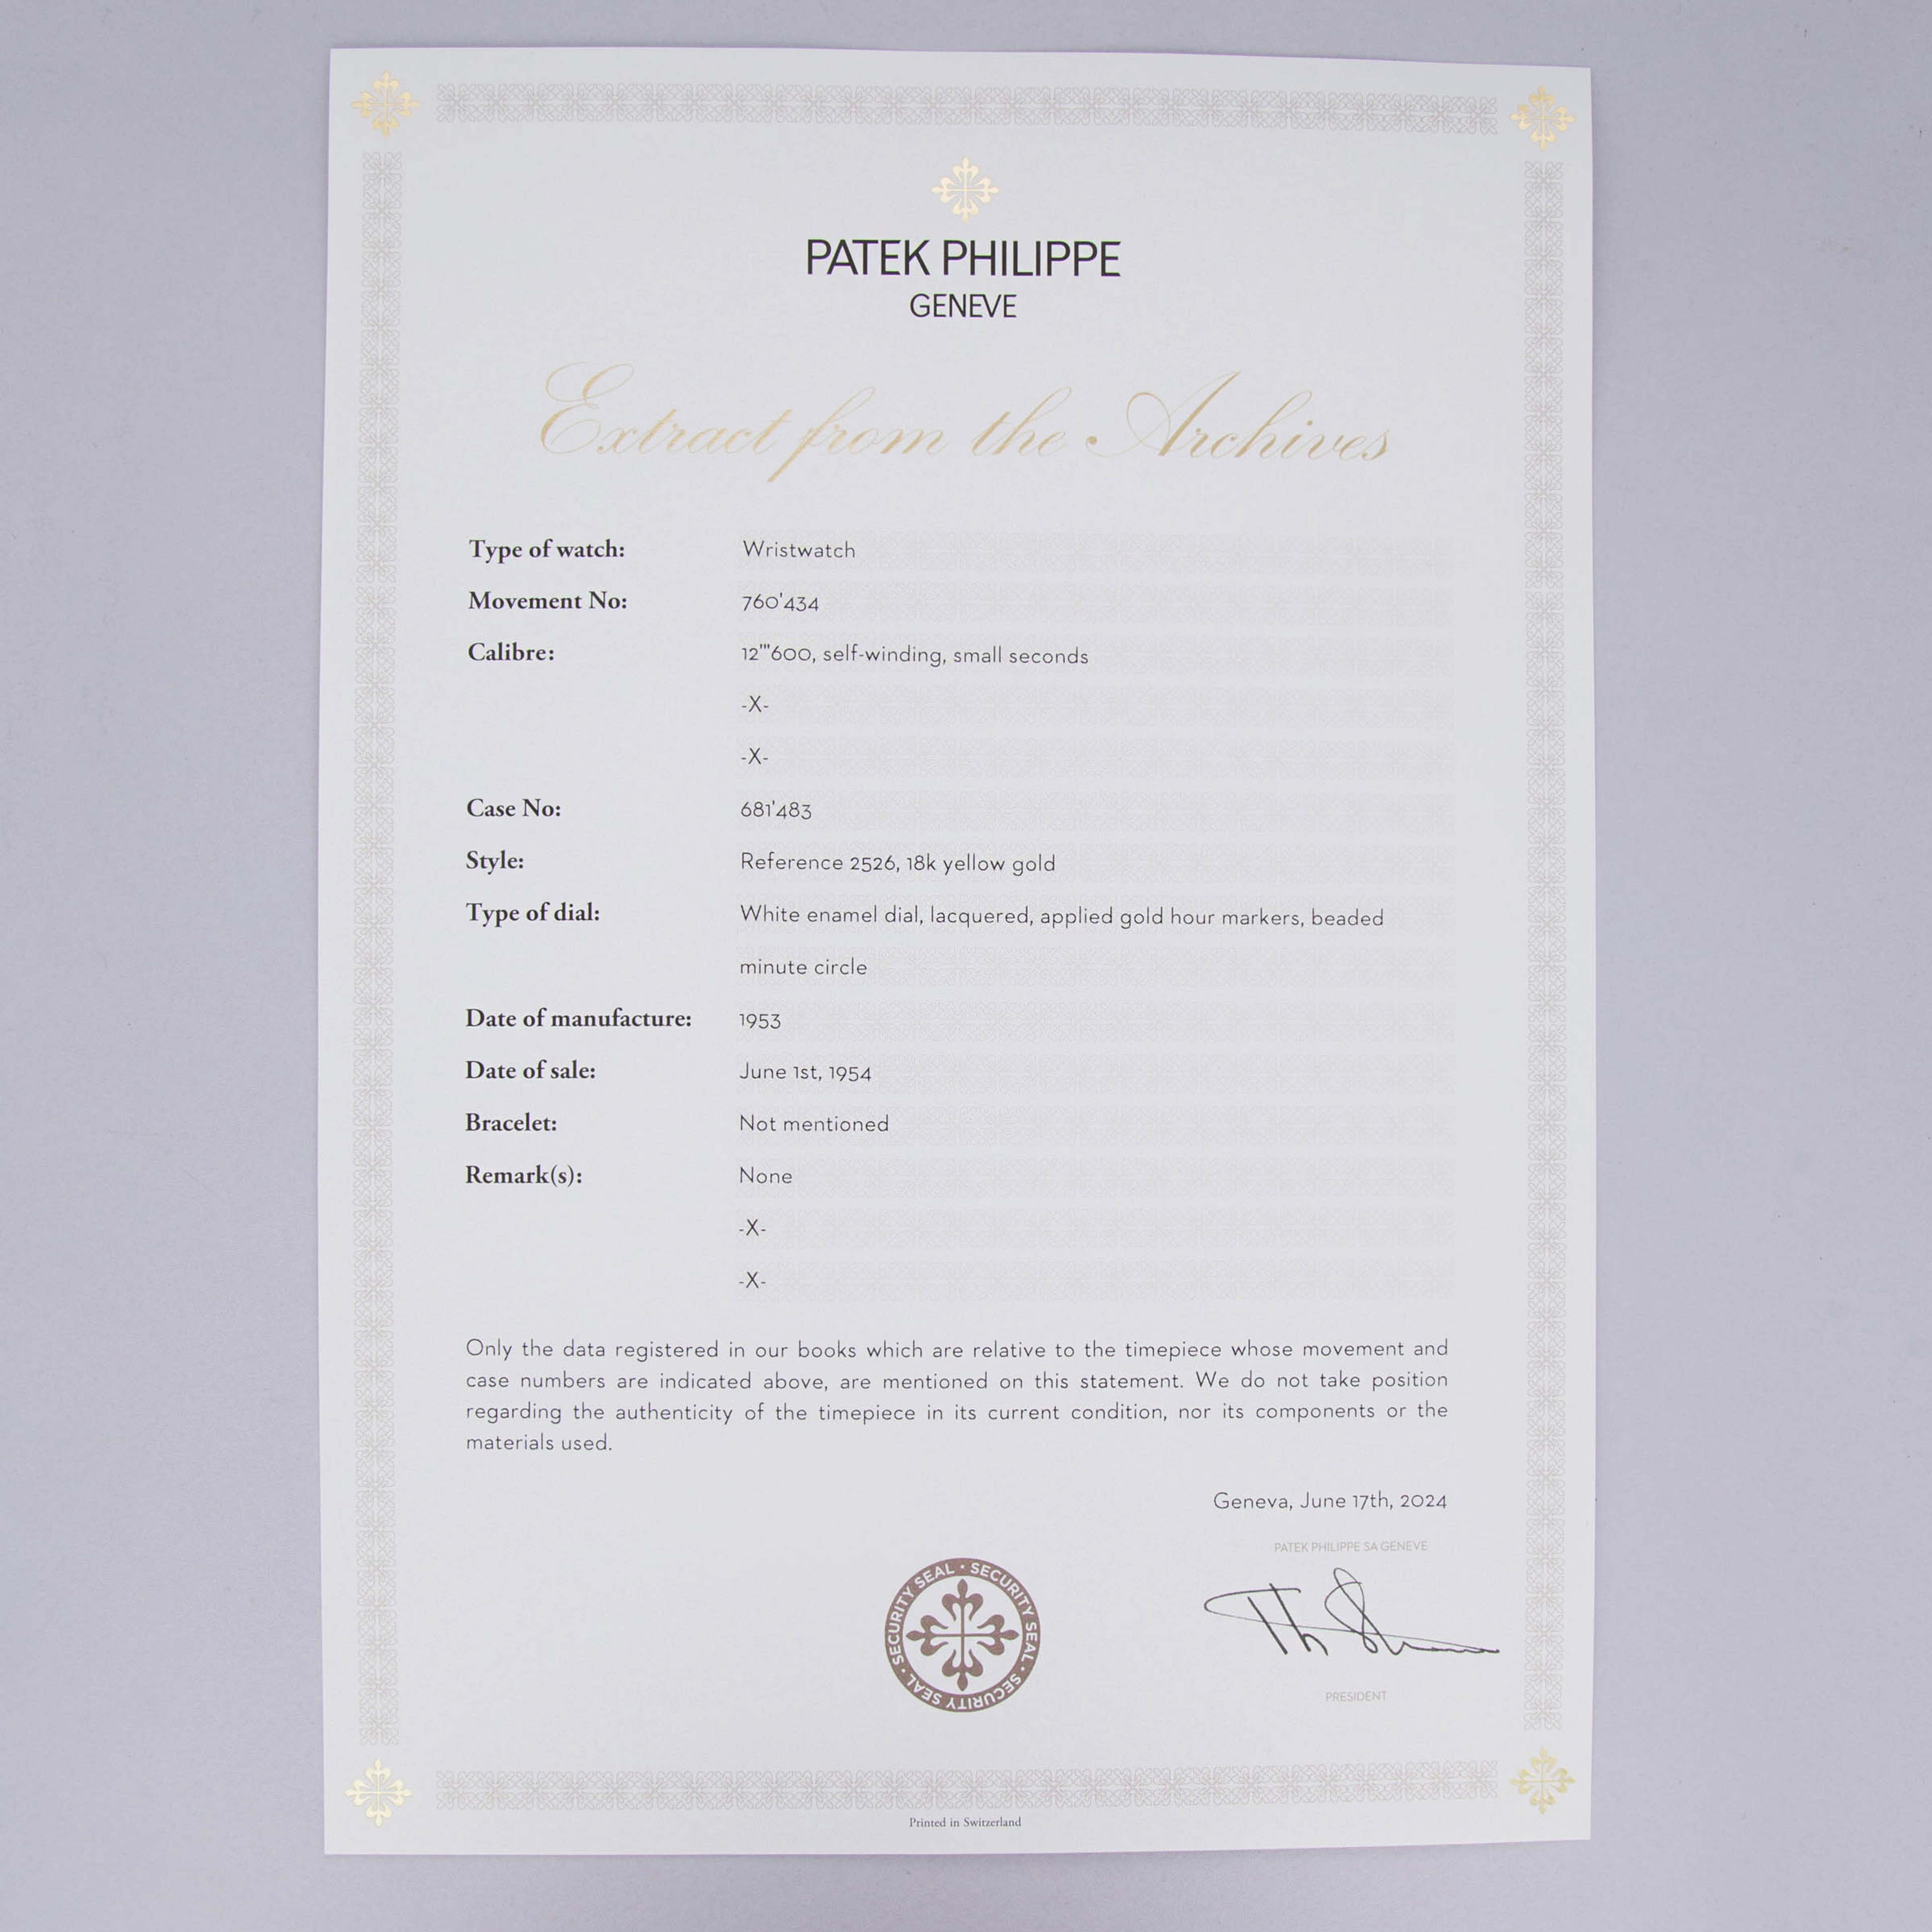 PATEK PHILIPPE
GENEVE
Extract from the Archives
Type of watch: Wristwatch
Movement No: 760'434
Calibre: 12'''600, self-winding, small seconds
-X-
-X-
Case No: 681'483
Style: Reference 2526, 18k yellow gold
Type of dial: White enamel dial, lacquered, applied gold hour markers, beaded
minute circle
Date of manufacture: 1953
Date of sale: June 1st, 1954
Bracelet: Not mentioned
Remark(s): None
-X-
-X-
Only the data registered in our books which are relative to the timepiece whose movement and
case numbers are indicated above, are mentioned on this statement. We do not take position
regarding the authenticity of the timepiece in its current condition, nor its components or the
materials used.
Geneva, June 17th, 2024
PATEK PHILIPPE SA GENEVE
SECURITY SEAL · SECURITY SEAL · SECURITY SEAL ·
PRESIDENT
Printed in Switzerland